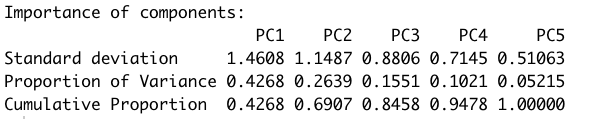 Importance of components:
PC1 PC2 PC3 PC4 PC5
Standard deviation 1.4608 1.1487 0.8806 0.7145 0.51063
Proportion of Variance 0.4268 0.2639 0.1551 0.1021 0.05215
Cumulative Proportion 0.4268 0.6907 0.8458 0.9478 1.00000